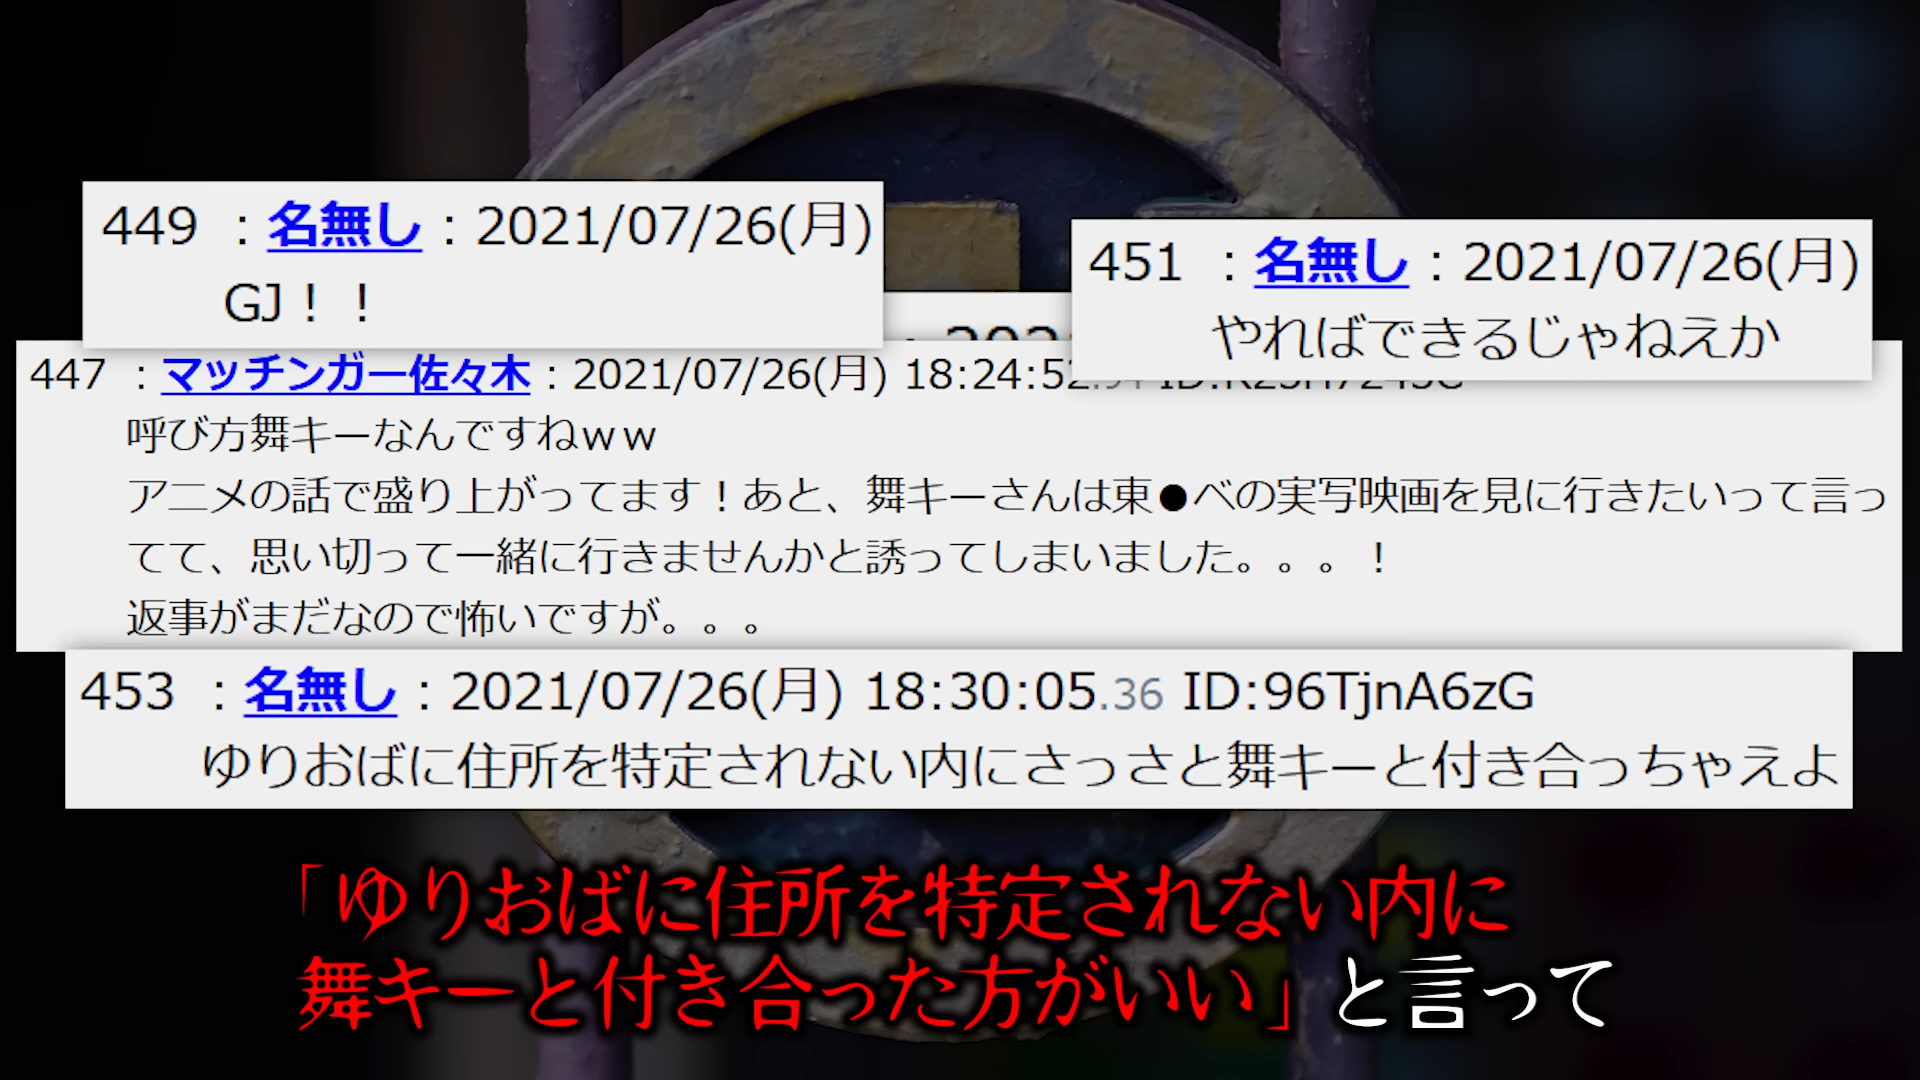 449 ：名無し：2021/07/26(月)
GJ！！
451 ：名無し：2021/07/26(月)
やればできるじゃねえか
447 ：マッチンガー佐々木：2021/07/26(月) 18:24:52
呼び方舞キーなんですねｗｗ
アニメの話で盛り上がってます！あと、舞キーさんは東●べの実写映画を見に行きたいって言っ
てて、思い切って一緒に行きませんかと誘ってしまいました。。。！
返事がまだなので怖いですが。。。
453 ：名無し：2021/07/26(月) 18:30:05.36 ID:96TjnA6zG
ゆりおばに住所を特定されない内にさっさと舞キーと付き合っちゃえよ
「ゆりおばに住所を特定されない内に
舞キーと付き合った方がいい」と言って